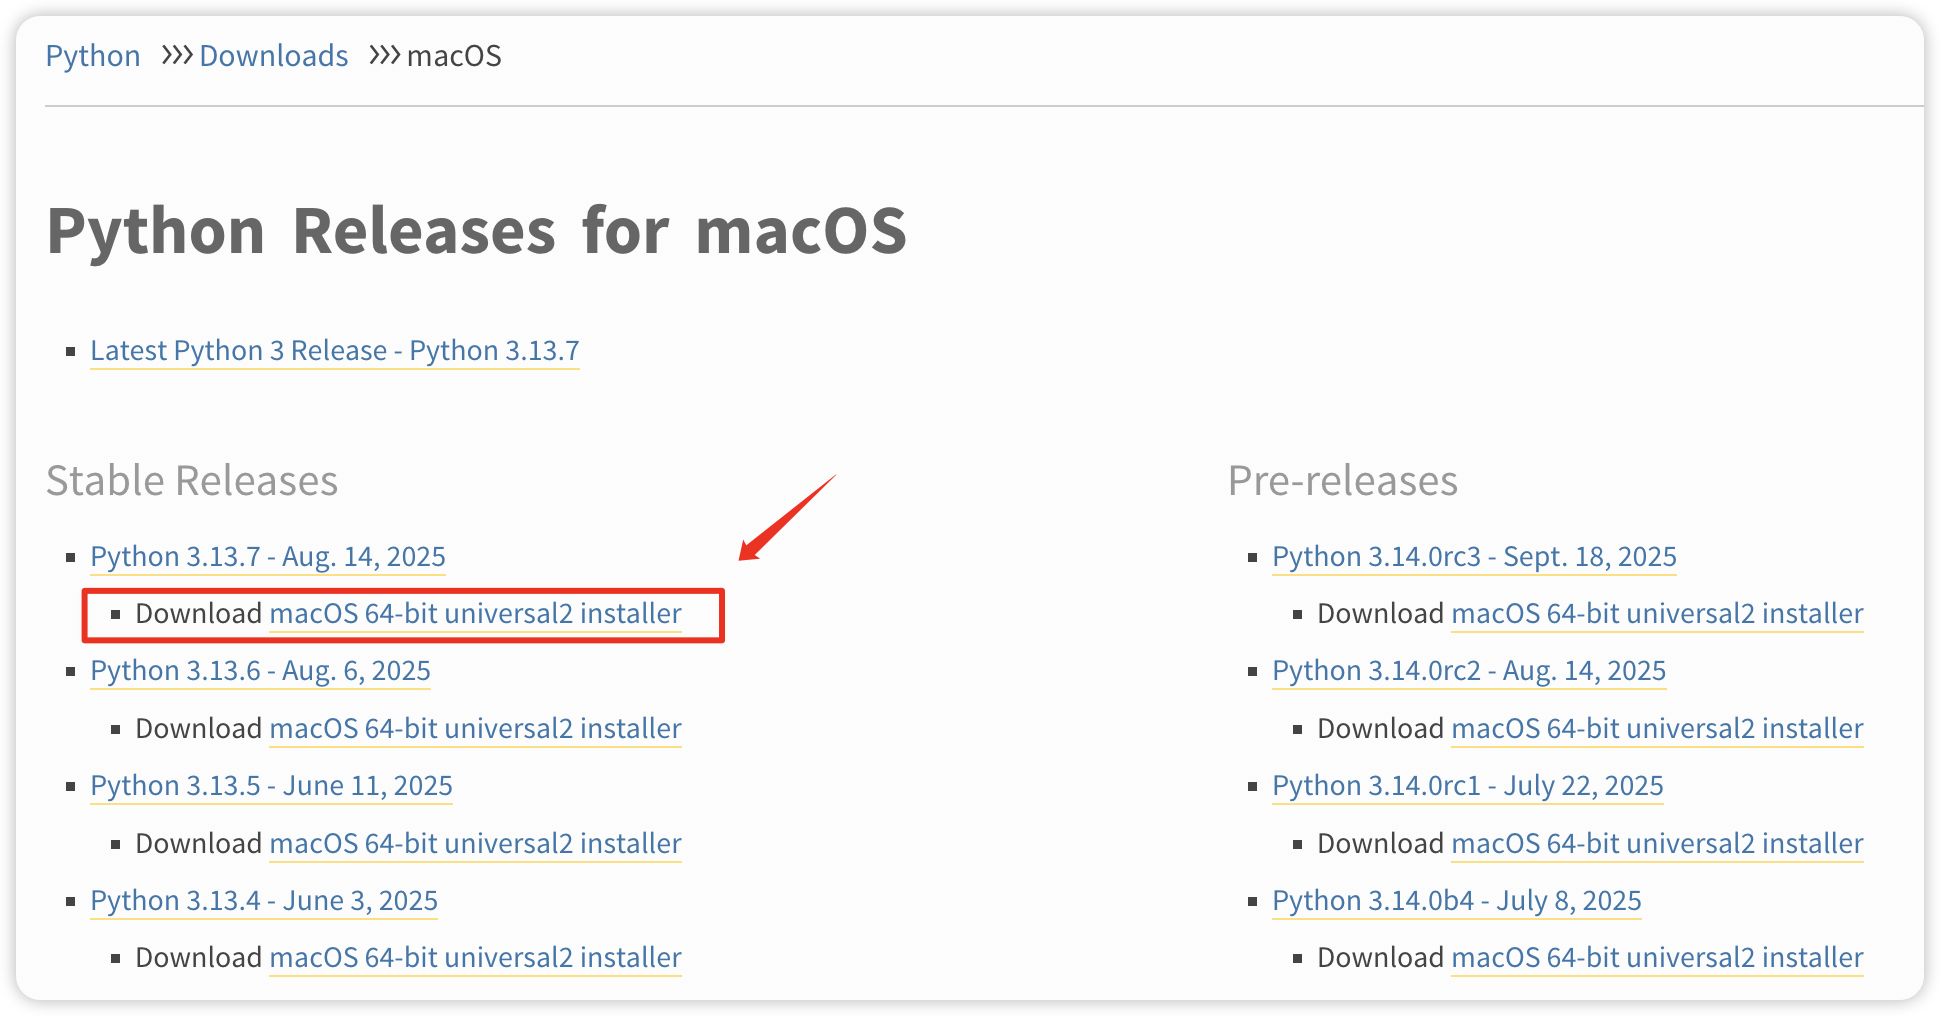 Python >>> Downloads >>> macOS
Python Releases for macOS
Latest Python 3 Release - Python 3.13.7
Stable Releases
Python 3.13.7 - Aug. 14, 2025
Download macOS 64-bit universal2 installer
Python 3.13.6 - Aug. 6, 2025
Download macOS 64-bit universal2 installer
Python 3.13.5 - June 11, 2025
Download macOS 64-bit universal2 installer
Python 3.13.4 - June 3, 2025
Download macOS 64-bit universal2 installer
Pre-releases
Python 3.14.0rc3 - Sept. 18, 2025
Download macOS 64-bit universal2 installer
Python 3.14.0rc2 - Aug. 14, 2025
Download macOS 64-bit universal2 installer
Python 3.14.0rc1 - July 22, 2025
Download macOS 64-bit universal2 installer
Python 3.14.0b4 - July 8, 2025
Download macOS 64-bit universal2 installer